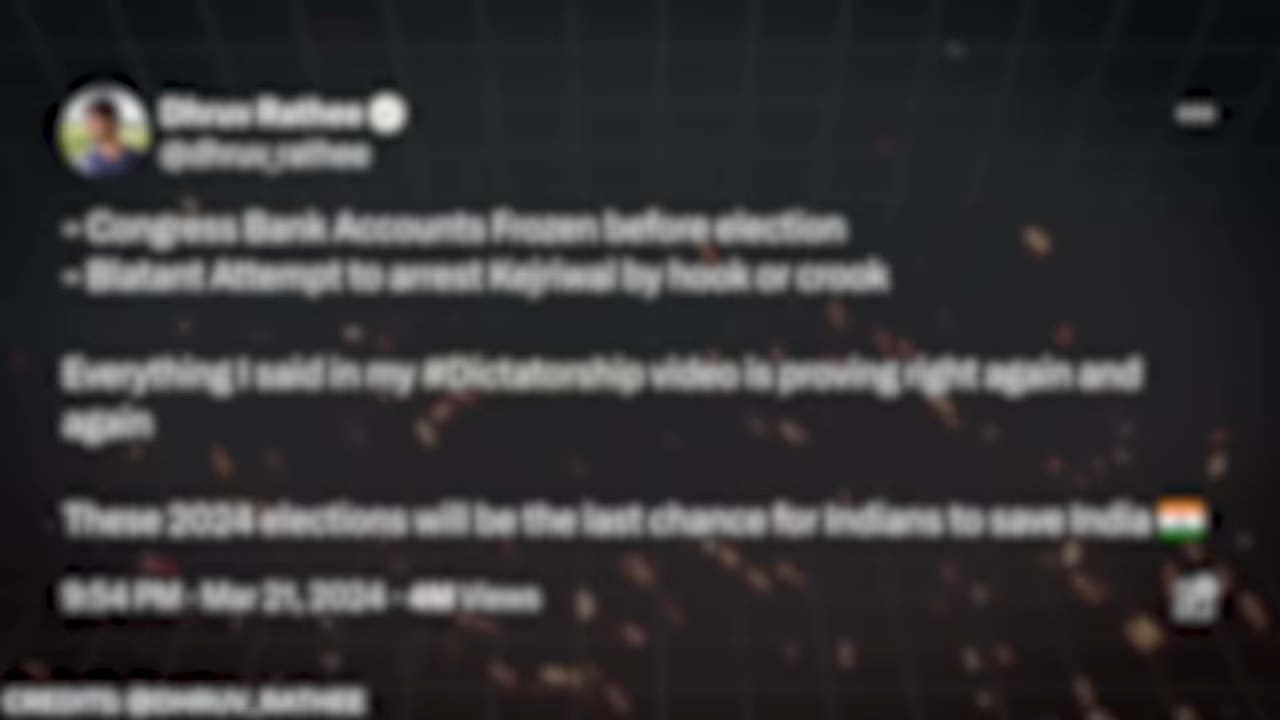 Dhruv Rathee
@dhruv_rathee
- Congress Bank Accounts Frozen before election
- Blatant Attempt to arrest Kejriwal by hook or crook
Everything I said in my #Dictatorship video is proving right again and
again
These 2024 elections will be the last chance for Indians to save India 🇮🇳
9:54 PM · Mar 21, 2024 · 4M Views
CREDITS @DHRUV_RATHEE